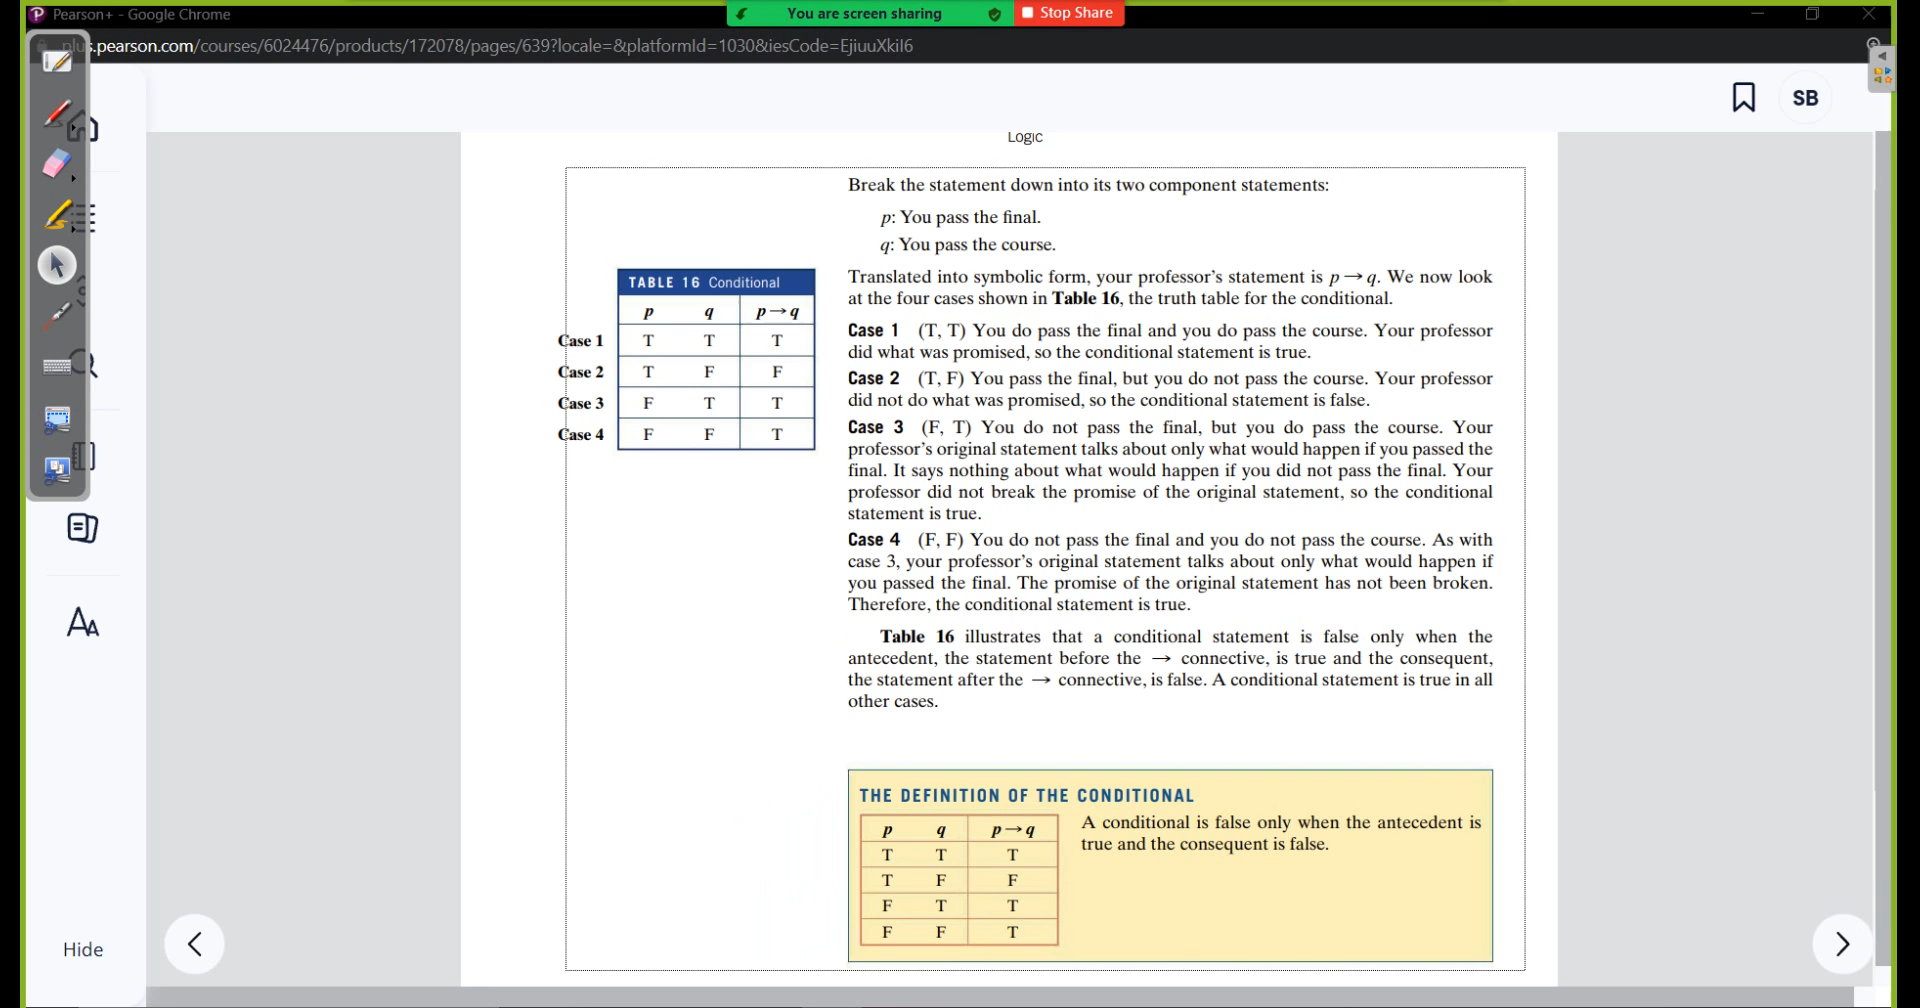 Pearson+ - Google Chrome
You are screen sharing
Stop Share
plus.pearson.com/courses/6024476/products/172078/pages/639?locale=&platformId=1030&iesCode=EjiuuXkil6
SB
Logic
Break the statement down into its two component statements:
p: You pass the final.
q: You pass the course.
Translated into symbolic form, your professor's statement is p→q. We now look
at the four cases shown in Table 16, the truth table for the conditional.
TABLE 16 Conditional
p q p→q
Case 1 T T T
Case 2 T F F
Case 3 F T T
Case 4 F F T
Case 1 (T, T) You do pass the final and you do pass the course. Your professor
did what was promised, so the conditional statement is true.
Case 2 (T, F) You pass the final, but you do not pass the course. Your professor
did not do what was promised, so the conditional statement is false.
Case 3 (F, T) You do not pass the final, but you do pass the course. Your
professor's original statement talks about only what would happen if you passed the
final. It says nothing about what would happen if you did not pass the final. Your
professor did not break the promise of the original statement, so the conditional
statement is true.
Case 4 (F, F) You do not pass the final and you do not pass the course. As with
case 3, your professor's original statement talks about only what would happen if
you passed the final. The promise of the original statement has not been broken.
Therefore, the conditional statement is true.
Table 16 illustrates that a conditional statement is false only when the
antecedent, the statement before the → connective, is true and the consequent,
the statement after the → connective, is false. A conditional statement is true in all
other cases.
THE DEFINITION OF THE CONDITIONAL
p q p→q
T T T
T F F
F T T
F F T
A conditional is false only when the antecedent is
true and the consequent is false.
Hide